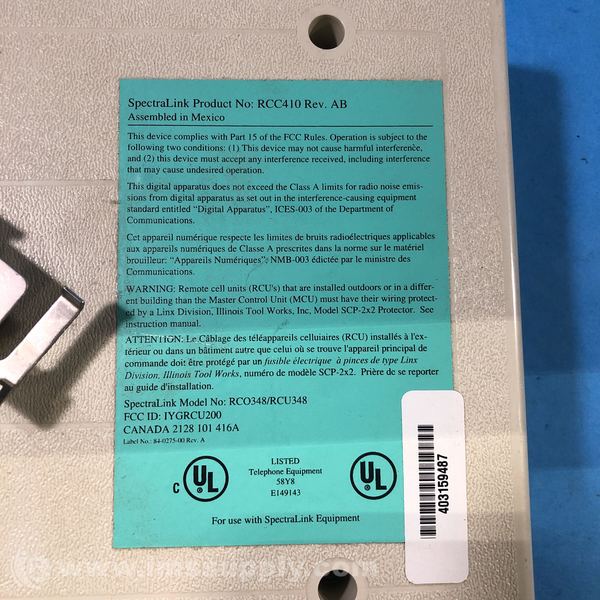 SpectraLink Product No: RCC410 Rev. AB
Assembled in Mexico
This device complies with Part 15 of the FCC Rules. Operation is subject to the
following two conditions: (1) This device may not cause harmful interference,
and (2) this device must accept any interference received, including interference
that may cause undesired operation.
This digital apparatus does not exceed the Class A limits for radio noise emis-
sions from digital apparatus as set out in the interference-causing equipment
standard entitled "Digital Apparatus", ICES-003 of the Department of
Communications.
Cet appareil numérique respecte les limites de bruits radioélectriques applicables
aux appareils numériques de Classe A prescrites dans la norme sur le matériel
brouilleur: "Appareils Numériques", NMB-003 édictée par le ministre des
Communications.
WARNING: Remote cell units (RCU's) that are installed outdoors or in a differ-
ent building than the Master Control Unit (MCU) must have their wiring protect-
ed by a Linx Division, Illinois Tool Works, Inc, Model SCP-2x2 Protector. See
instruction manual.
ATTENTION: Le Câblage des téléappareils celluiaires (RCU) installés à l'ex-
térieur ou dans un bâtiment autre que celui où se trouve l'appareil principal de
commande doit être protégé par un fusible électrique à pinces de type Linx
Division, Illinois Tool Works, numéro de modèle SCP-2x2. Prière de se reporter
au guide d'installation.
SpectraLink Model No: RCO348/RCU348
FCC ID: IYGRCU200
CANADA 2128 101 416A
Label No.: 84-0275-00 Rev. A
C UL
LISTED
Telephone Equipment
58Y8
E149143
UL
For use with SpectraLink Equipment
403159487
www.imssupply.com